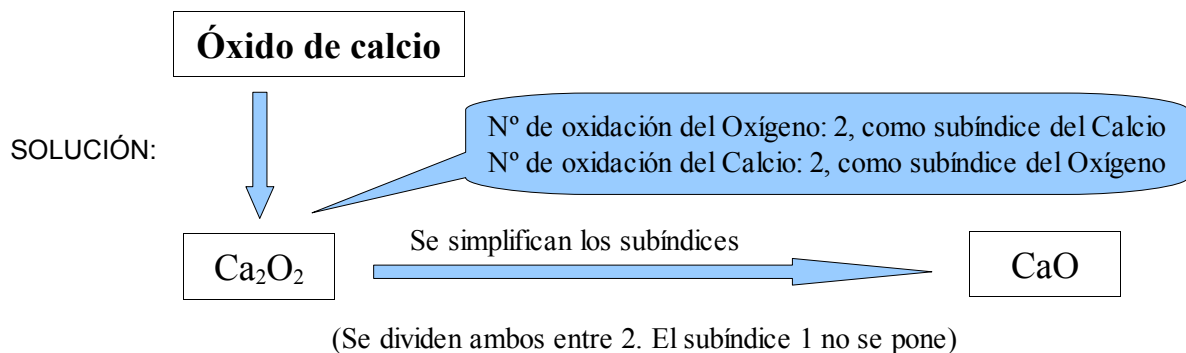 Óxido de calcio
SOLUCIÓN:
Nº de oxidación del Oxígeno: 2, como subíndice del Calcio
Nº de oxidación del Calcio: 2, como subíndice del Oxígeno
Ca₂O₂
Se simplifican los subíndices
CaO
(Se dividen ambos entre 2. El subíndice 1 no se pone)